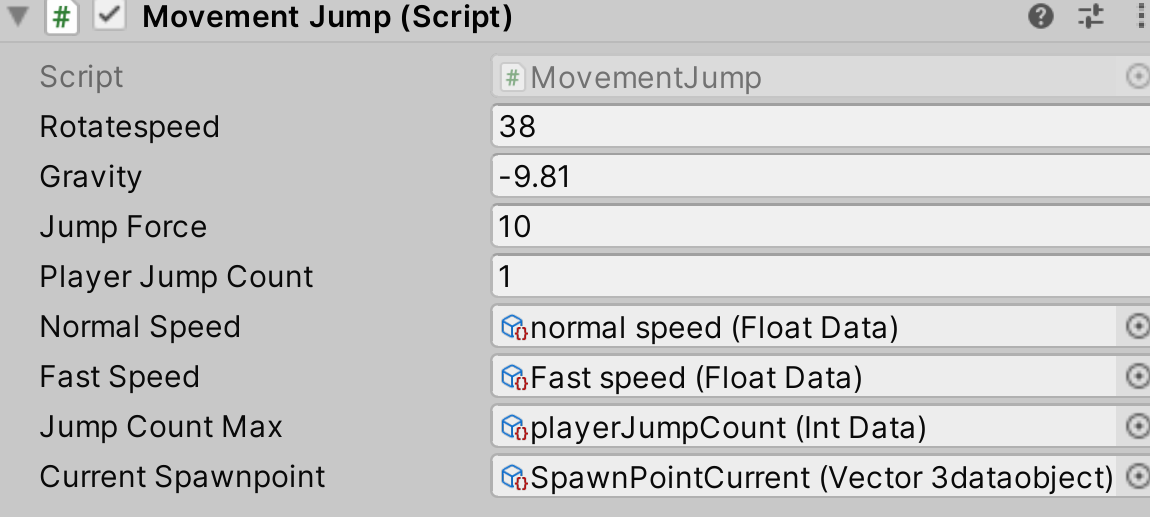 # Movement Jump (Script)
Script # MovementJump
Rotatespeed 38
Gravity -9.81
Jump Force 10
Player Jump Count 1
Normal Speed {} normal speed (Float Data)
Fast Speed {} Fast speed (Float Data)
Jump Count Max {} playerJumpCount (Int Data)
Current Spawnpoint {} SpawnPointCurrent (Vector 3dataobject)